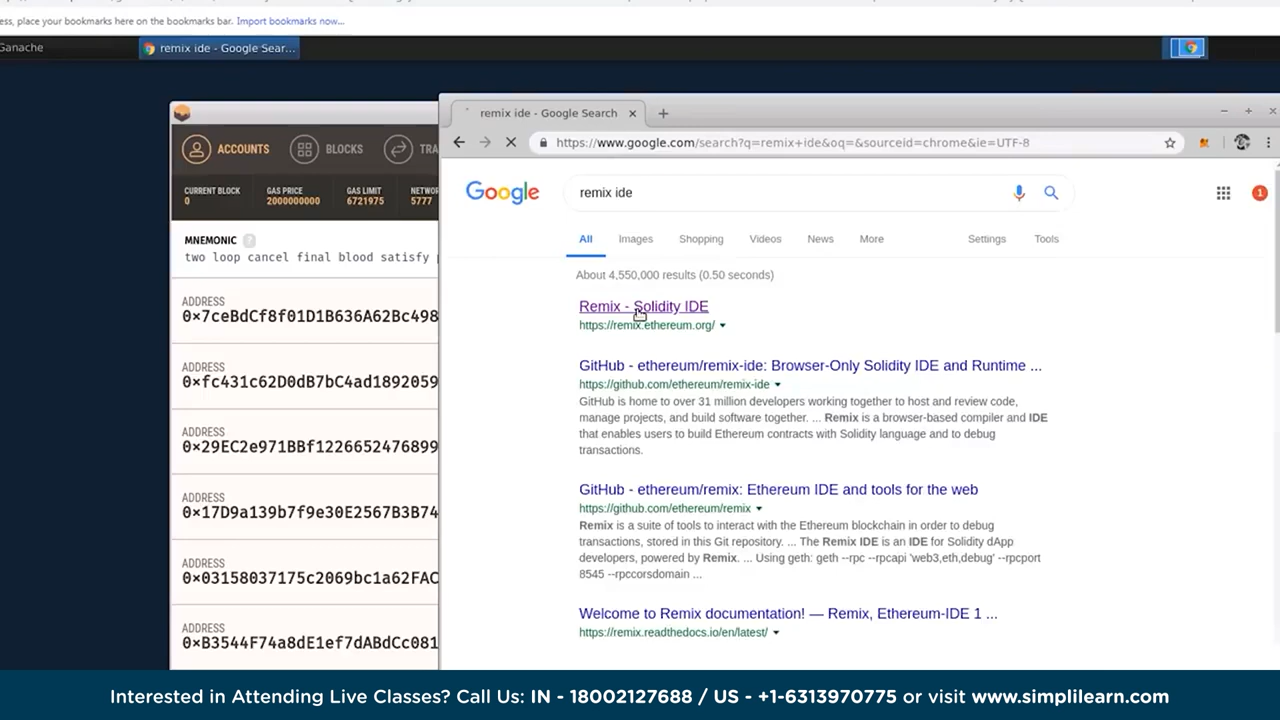 ess, place your bookmarks here on the bookmarks bar. Import bookmarks now...
Ganache
remix ide - Google Sear...
remix ide - Google Search
https://www.google.com/search?q=remix+ide&oq=&sourceid=chrome&ie=UTF-8
ACCOUNTS BLOCKS TRA
CURRENT BLOCK GAS PRICE GAS LIMIT NETWOR
0 2000000000 6721975 5777
MNEMONIC ?
two loop cancel final blood satisfy
ADDRESS
0×7ceBdCf8f01D1B636A62Bc498
ADDRESS
0×fc431c62D0dB7bC4ad1892059
ADDRESS
0×29EC2e971BBf1226652476899
ADDRESS
0×17D9a139b7f9e30E2567B3B74
ADDRESS
0×03158037175c2069bc1a62FAC
ADDRESS
0×B3544F74a8dE1ef7dABdCc081
Google
remix ide
1
All Images Shopping Videos News More Settings Tools
About 4,550,000 results (0.50 seconds)
Remix - Solidity IDE
https://remix.ethereum.org/
GitHub - ethereum/remix-ide: Browser-Only Solidity IDE and Runtime ...
https://github.com/ethereum/remix-ide
GitHub is home to over 31 million developers working together to host and review code,
manage projects, and build software together. ... Remix is a browser-based compiler and IDE
that enables users to build Ethereum contracts with Solidity language and to debug
transactions.
GitHub - ethereum/remix: Ethereum IDE and tools for the web
https://github.com/ethereum/remix
Remix is a suite of tools to interact with the Ethereum blockchain in order to debug
transactions, stored in this Git repository. ... The Remix IDE is an IDE for Solidity dApp
developers, powered by Remix. ... Using geth: geth --rpc --rpcapi 'web3,eth,debug' --rpcport
8545 --rpccorsdomain ...
Welcome to Remix documentation! — Remix, Ethereum-IDE 1 ...
https://remix.readthedocs.io/en/latest/
Interested in Attending Live Classes? Call Us: IN - 18002127688 / US - +1-6313970775 or visit www.simplilearn.com